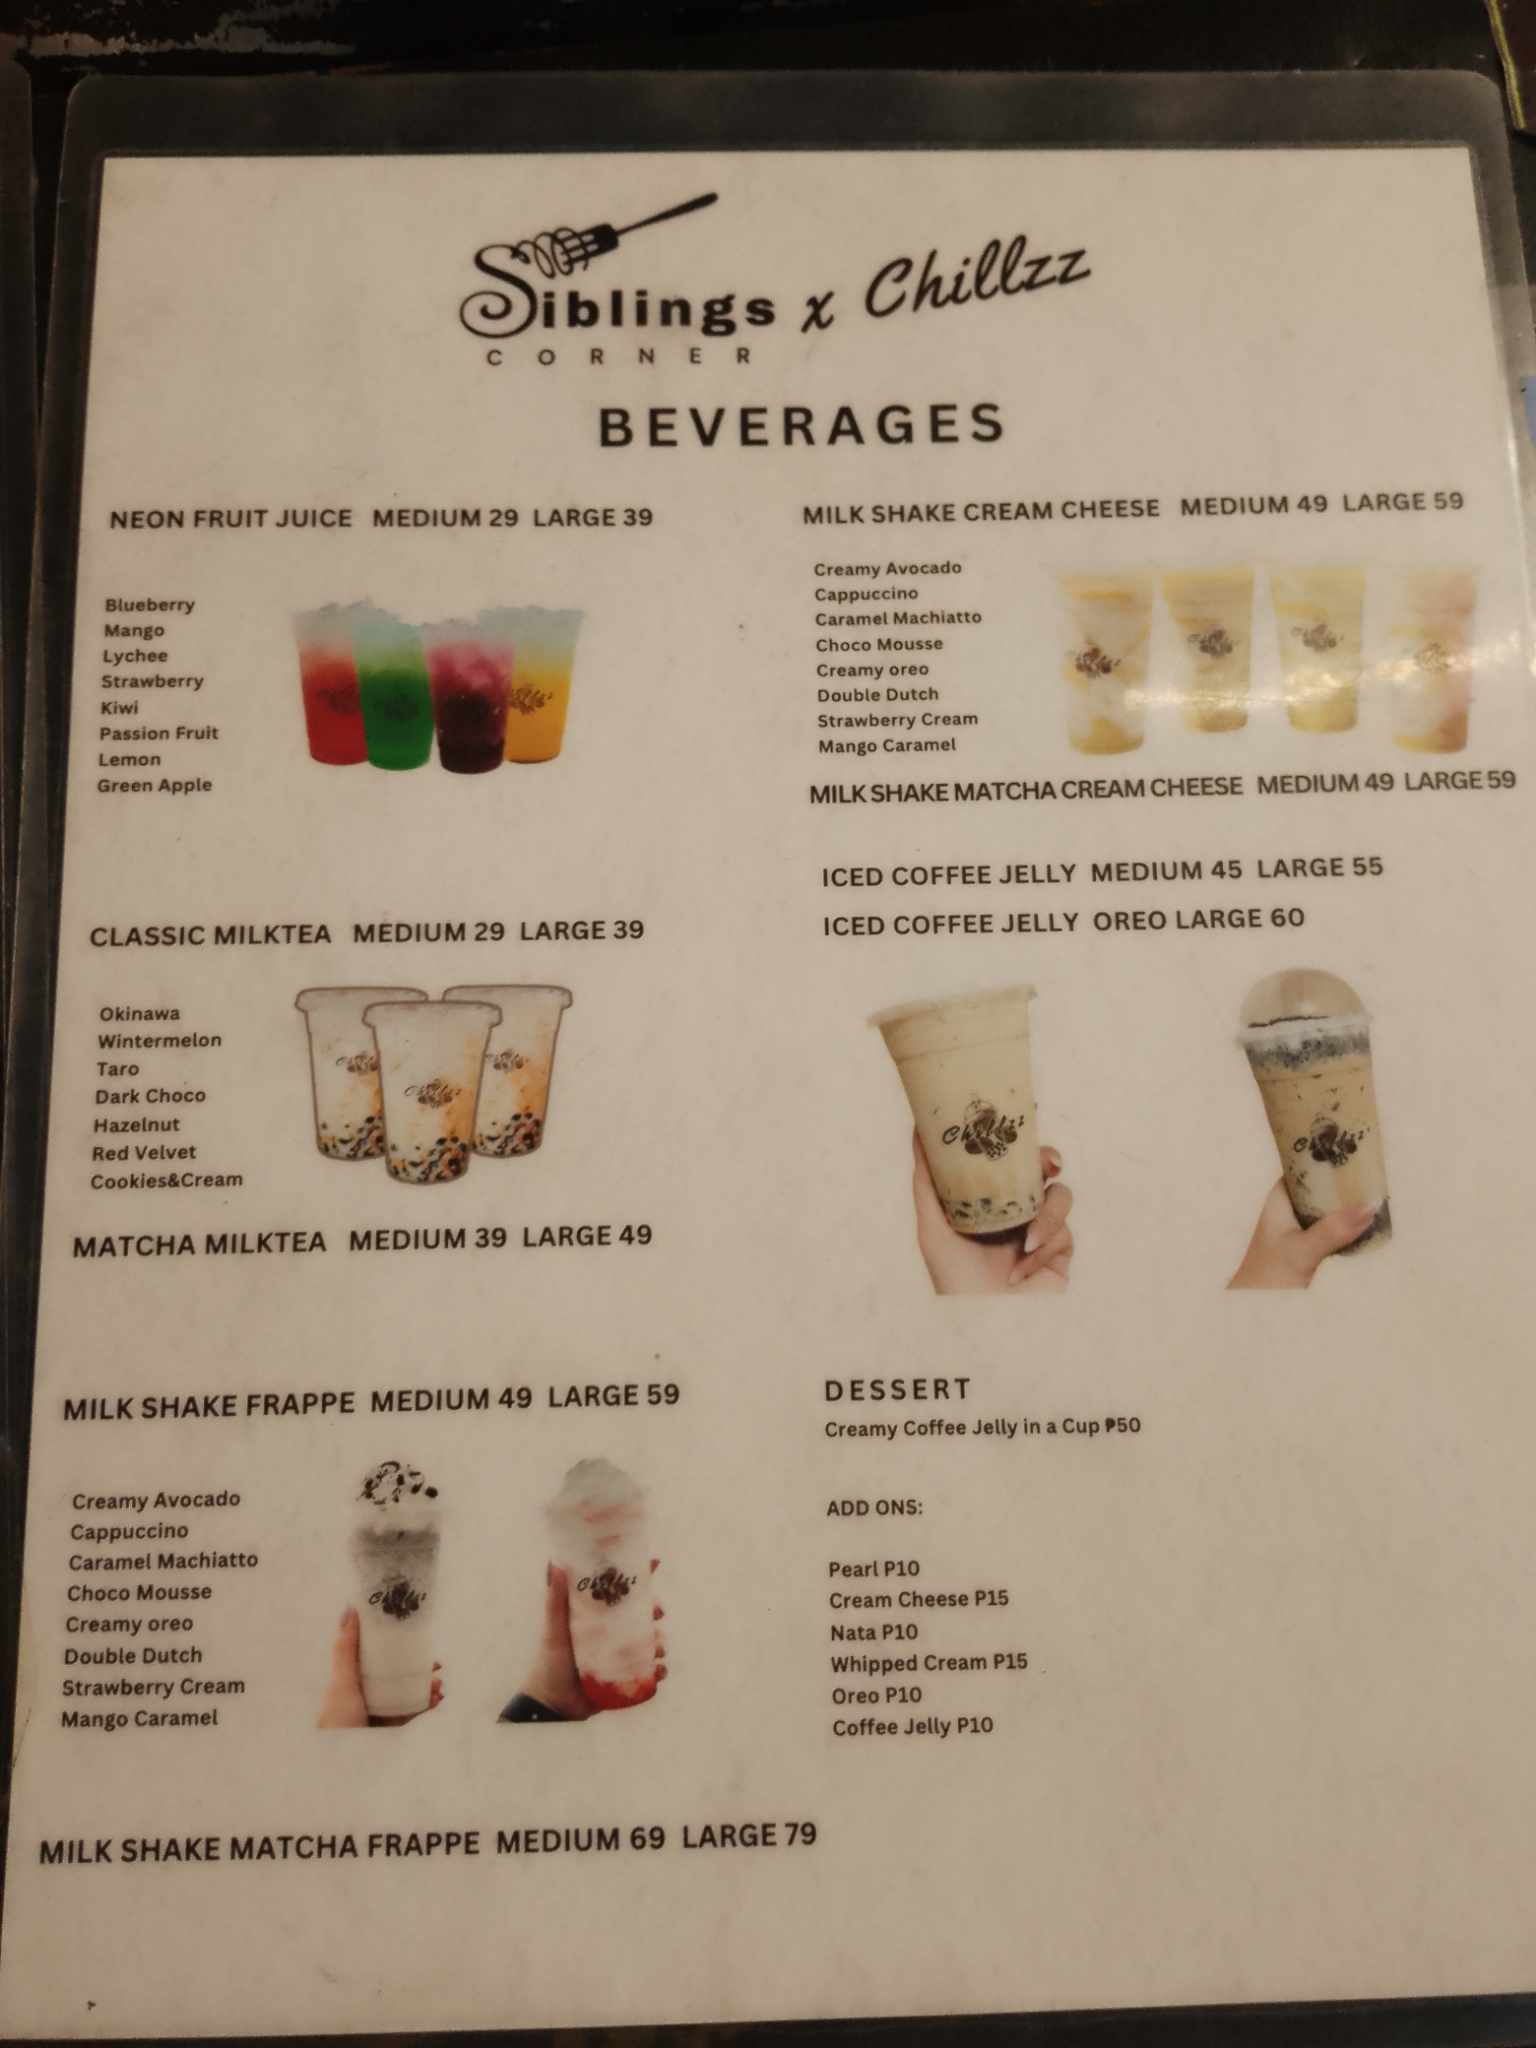 Siblings x Chillzz
CORNER
BEVERAGES
NEON FRUIT JUICE MEDIUM 29 LARGE 39
Blueberry
Mango
Lychee
Strawberry
Kiwi
Passion Fruit
Lemon
Green Apple
CLASSIC MILKTEA MEDIUM 29 LARGE 39
Okinawa
Wintermelon
Taro
Dark Choco
Hazelnut
Red Velvet
Cookies&Cream
MATCHA MILKTEA MEDIUM 39 LARGE 49
MILK SHAKE FRAPPE MEDIUM 49 LARGE 59
Creamy Avocado
Cappuccino
Caramel Machiatto
Choco Mousse
Creamy oreo
Double Dutch
Strawberry Cream
Mango Caramel
MILK SHAKE MATCHA FRAPPE MEDIUM 69 LARGE 79
MILK SHAKE CREAM CHEESE MEDIUM 49 LARGE 59
Creamy Avocado
Cappuccino
Caramel Machiatto
Choco Mousse
Creamy oreo
Double Dutch
Strawberry Cream
Mango Caramel
MILK SHAKE MATCHA CREAM CHEESE MEDIUM 49 LARGE 59
ICED COFFEE JELLY MEDIUM 45 LARGE 55
ICED COFFEE JELLY OREO LARGE 60
Chillzz
Chillzz
DESSERT
Creamy Coffee Jelly in a Cup ₱50
ADD ONS:
Pearl P10
Cream Cheese P15
Nata P10
Whipped Cream P15
Oreo P10
Coffee Jelly P10